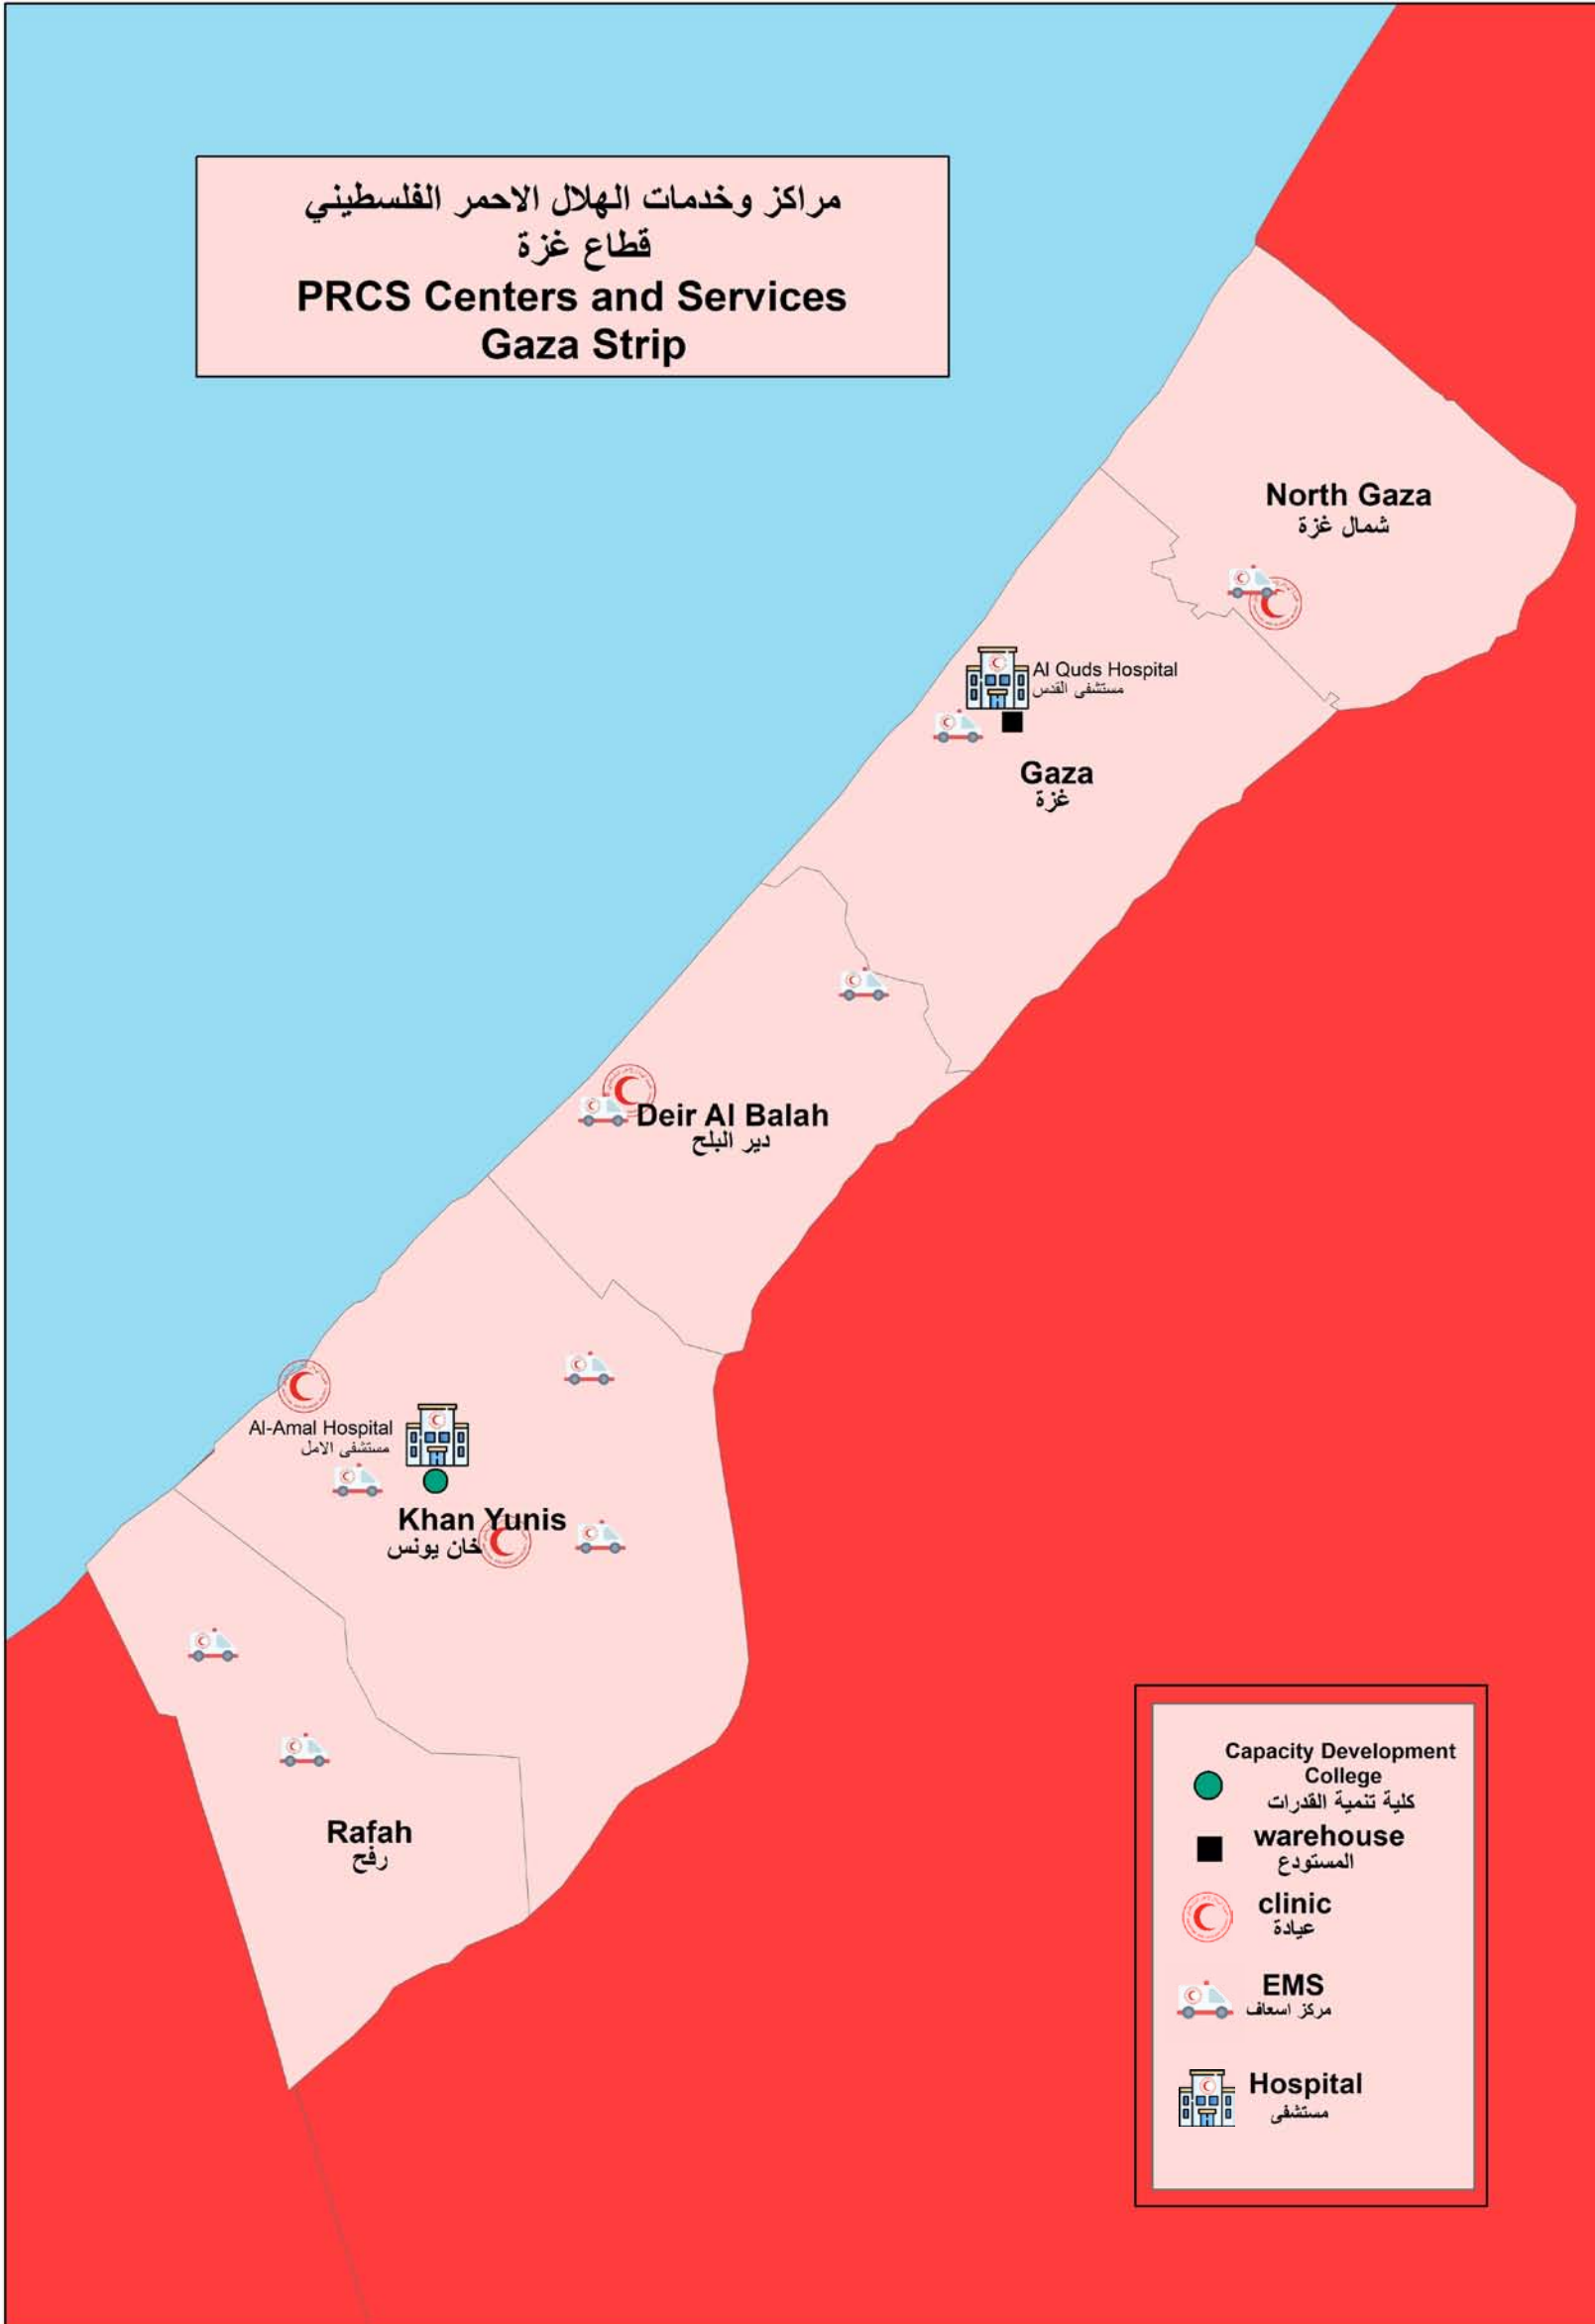 مراكز وخدمات الهلال الاحمر الفلسطيني
قطاع غزة
PRCS Centers and Services
Gaza Strip
North Gaza
شمال غزة
Al Quds Hospital
مستشفى القدس
Gaza
غزة
Deir Al Balah
دير البلح
Al-Amal Hospital
مستشفى الامل
Khan Yunis
خان يونس
Rafah
رفح
Capacity Development
College
كلية تنمية القدرات
warehouse
المستودع
clinic
عيادة
EMS
مركز اسعاف
Hospital
مستشفى